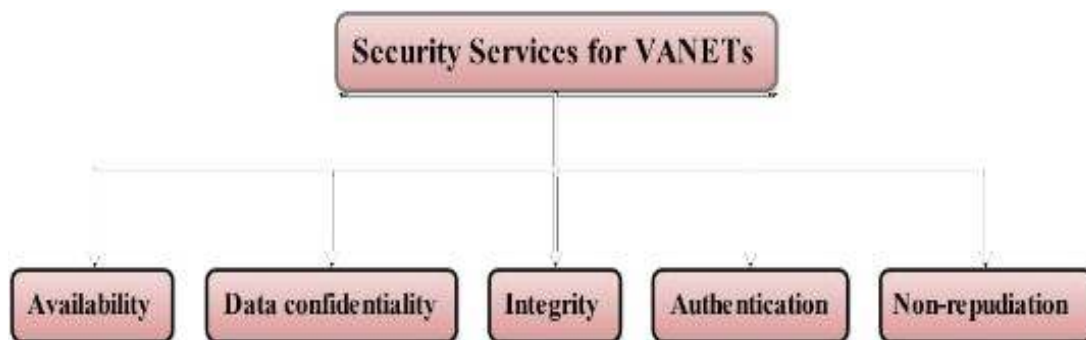 Security Services for VANETs
Availability
Data confidentiality
Integrity
Authentication
Non-repudiation